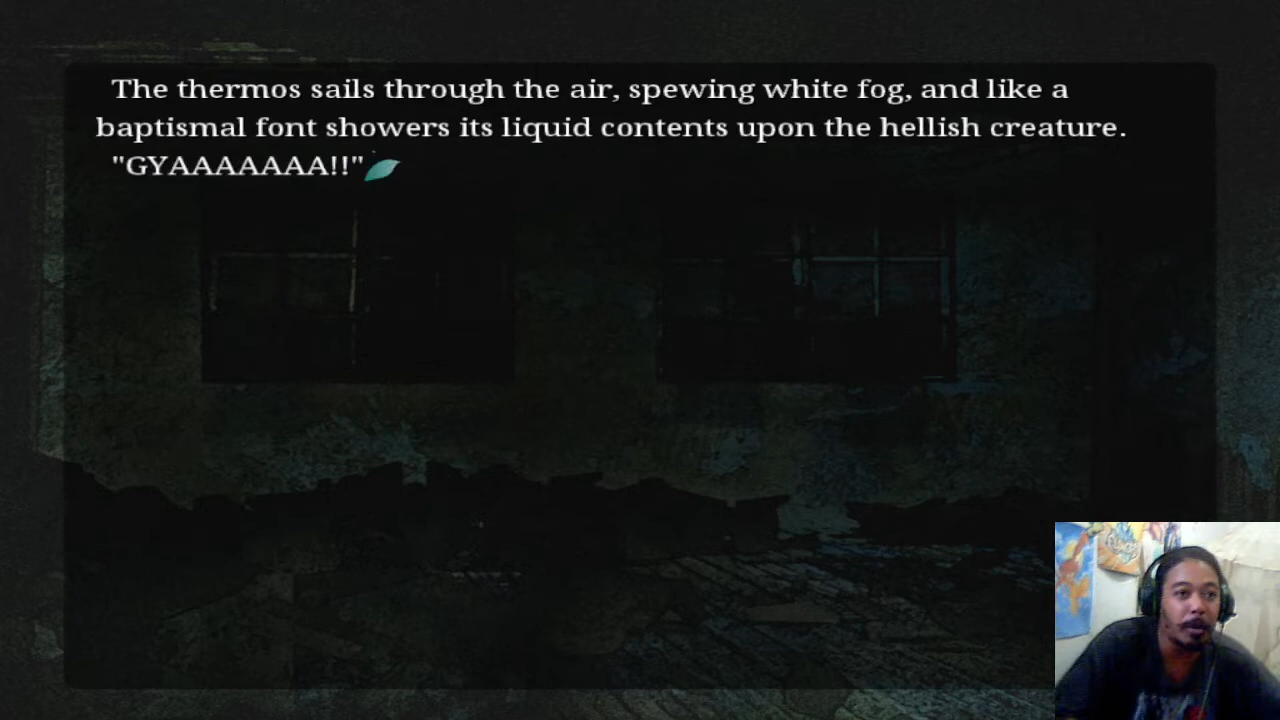 The thermos sails through the air, spewing white fog, and like a
baptismal font showers its liquid contents upon the hellish creature.
"GYAAAAAAA!!"